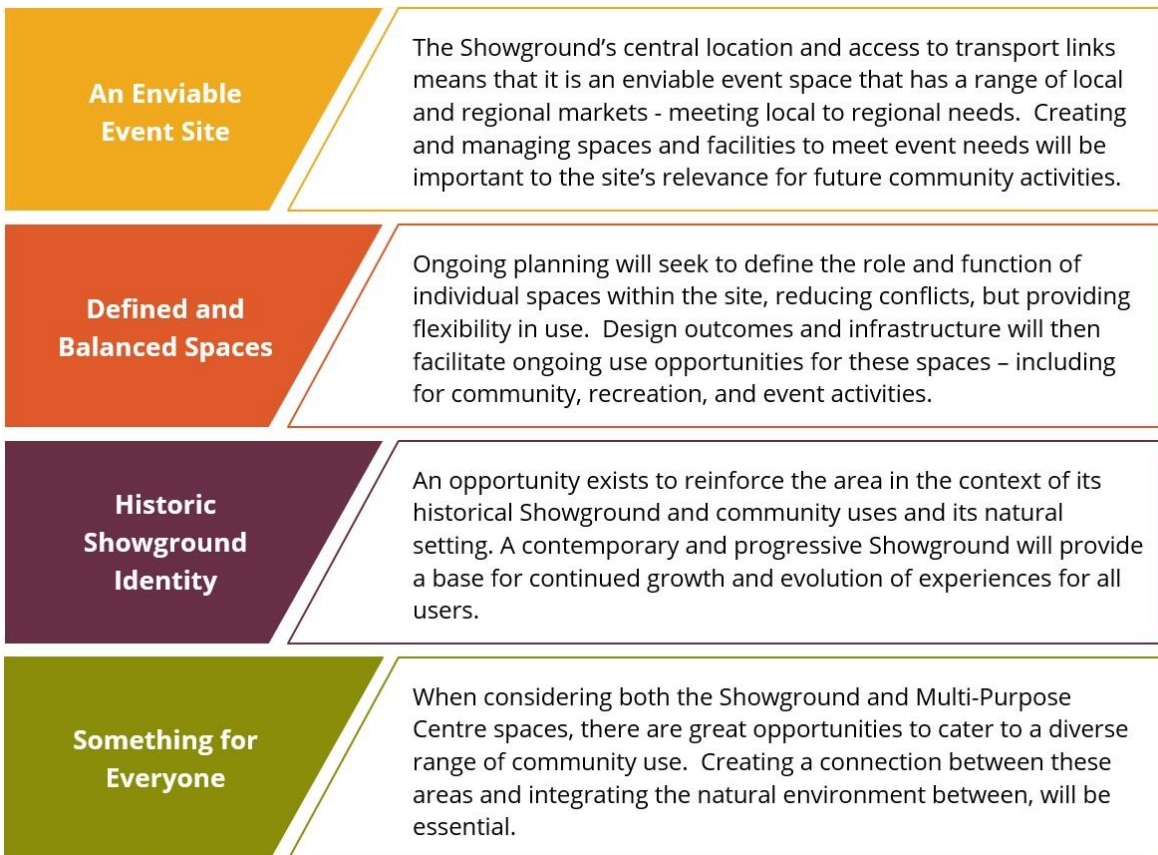 An Enviable
Event Site
The Showground’s central location and access to transport links
means that it is an enviable event space that has a range of local
and regional markets - meeting local to regional needs.  Creating
and managing spaces and facilities to meet event needs will be
important to the site’s relevance for future community activities.
Defined and
Balanced Spaces
Ongoing planning will seek to define the role and function of
individual spaces within the site, reducing conflicts, but providing
flexibility in use.  Design outcomes and infrastructure will then
facilitate ongoing use opportunities for these spaces – including
for community, recreation, and event activities.
Historic
Showground
Identity
An opportunity exists to reinforce the area in the context of its
historical Showground and community uses and its natural
setting. A contemporary and progressive Showground will provide
a base for continued growth and evolution of experiences for all
users.
Something for
Everyone
When considering both the Showground and Multi-Purpose
Centre spaces, there are great opportunities to cater to a diverse
range of community use.  Creating a connection between these
areas and integrating the natural environment between, will be
essential.